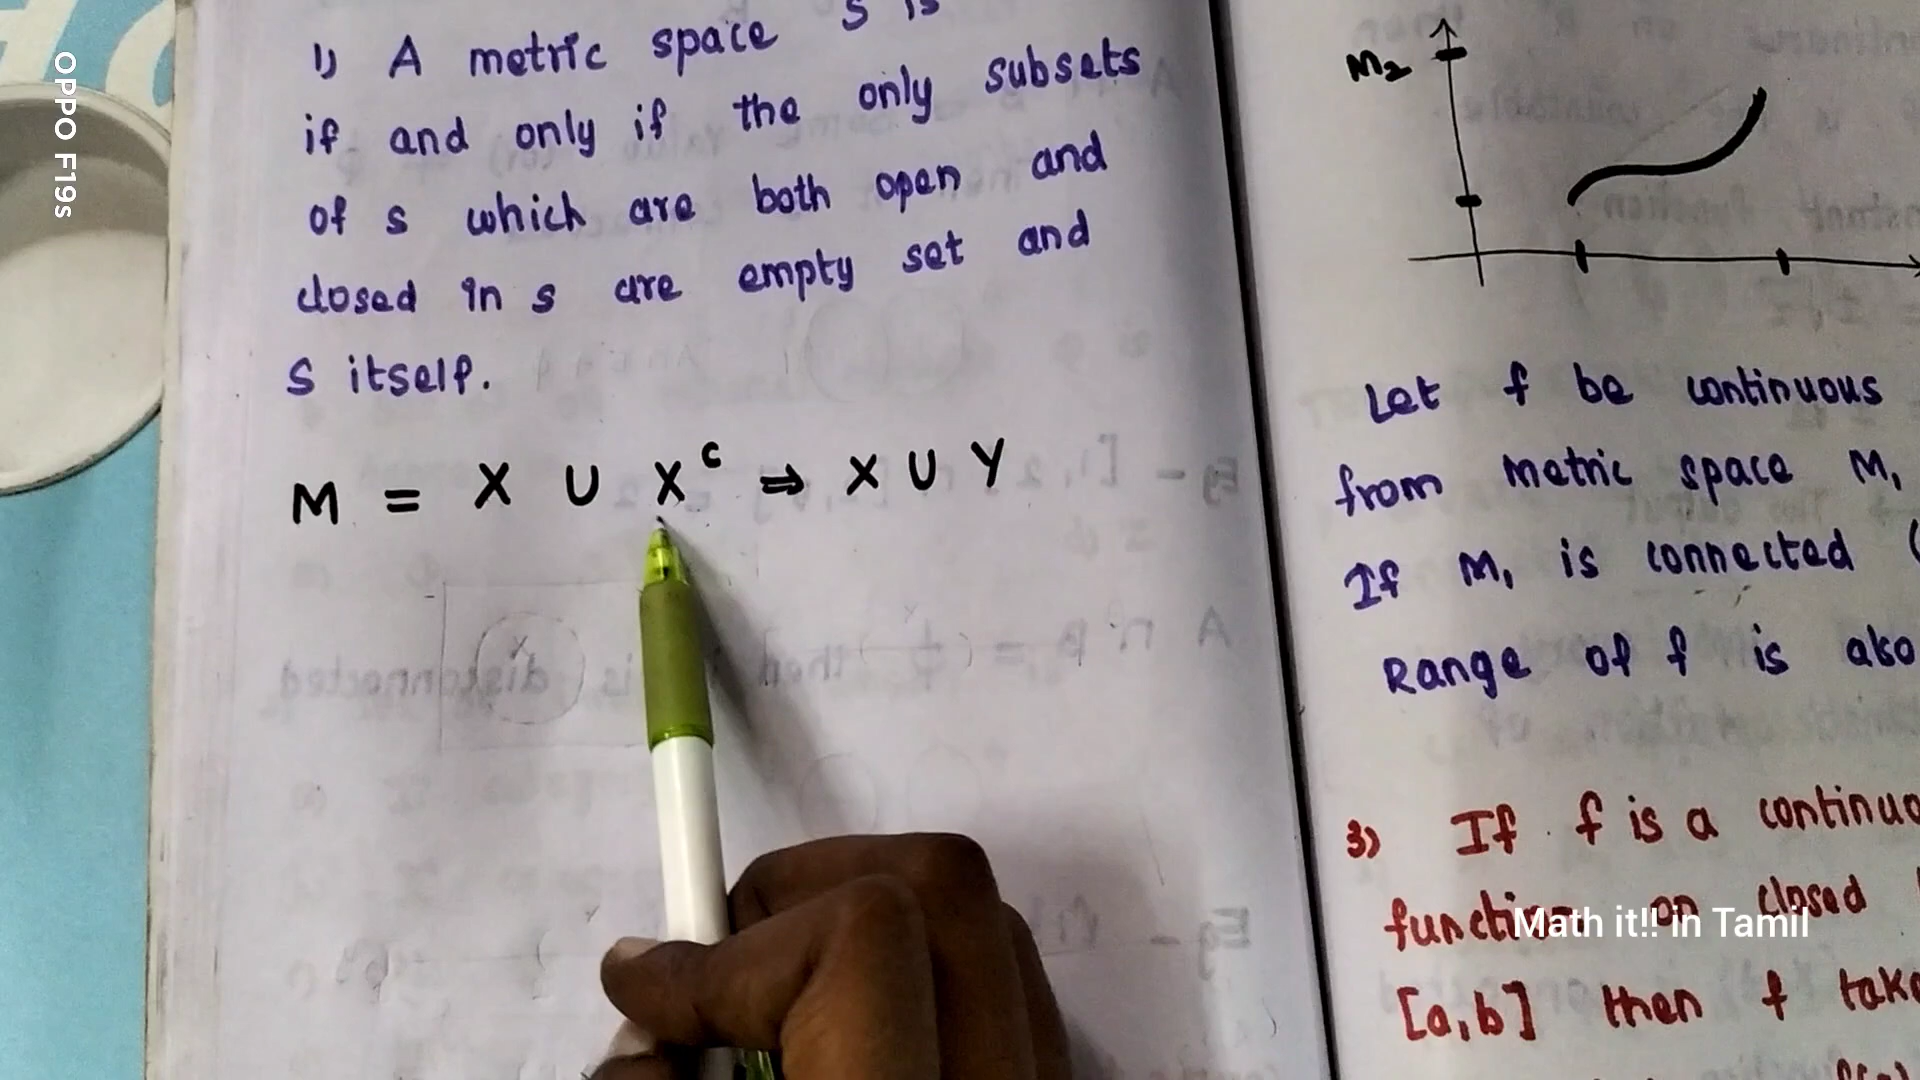 OPPO F19s
1) A metric space S is
if and only if the only subsets
of s which are both open and
closed in s are empty set and
S itself.
M = X U Xᶜ ⇒ X U Y
M₂
Let f be continuous
from metric space M₁
If M₁ is connected (
Range of f is also
3) If f is a continuo
function on closed
[a,b] then f take
Math it!! in Tamil